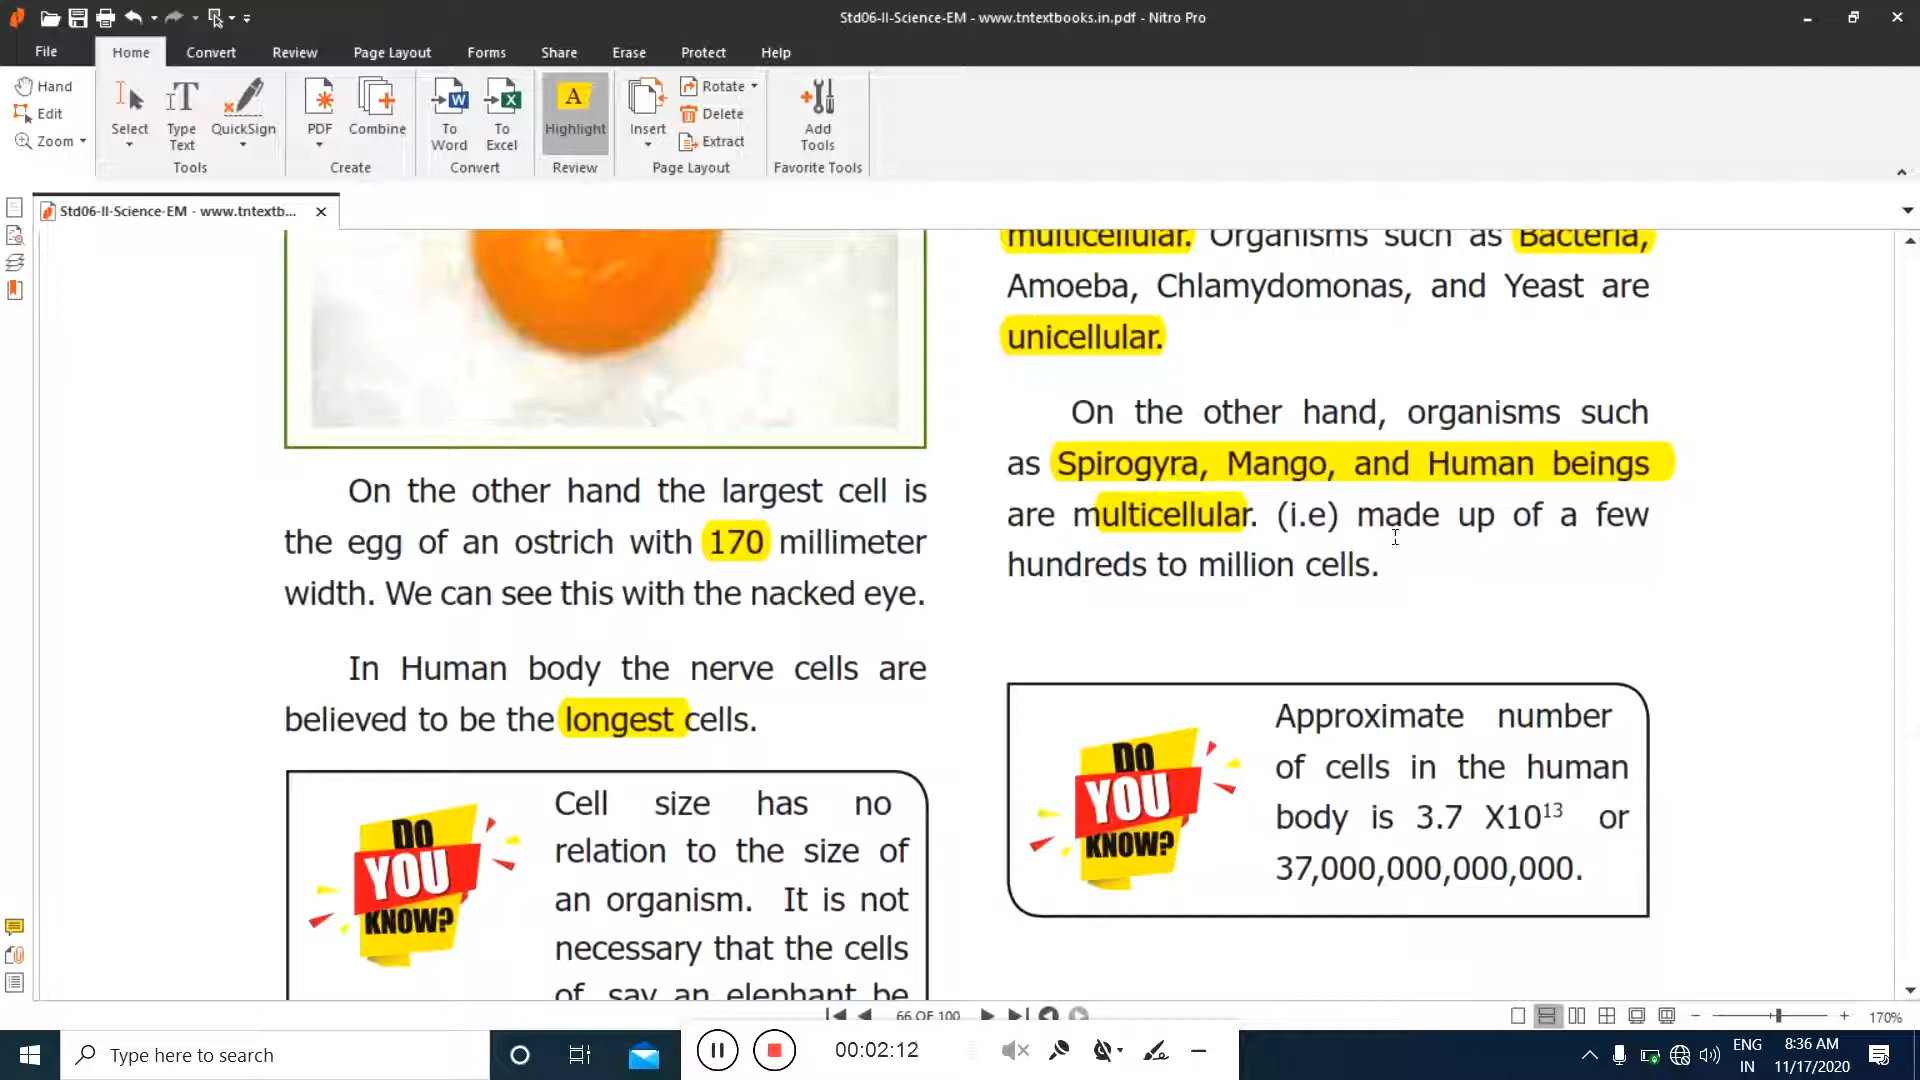 Std06-II-Science-EM - www.tntextbooks.in.pdf - Nitro Pro
File Home Convert Review Page Layout Forms Share Erase Protect Help
Hand
Edit
Zoom
Select
Type Text
QuickSign
Tools
PDF
Combine
Create
To Word
To Excel
Convert
A
Highlight
Review
Insert
Rotate
Delete
Extract
Page Layout
Add Tools
Favorite Tools
Std06-II-Science-EM - www.tntextb...
On the other hand the largest cell is
the egg of an ostrich with 170 millimeter
width. We can see this with the nacked eye.
In Human body the nerve cells are
believed to be the longest cells.
DO
YOU
KNOW?
Cell size has no
relation to the size of
an organism. It is not
necessary that the cells
of, say an elephant be
multicellular. Organisms such as Bacteria,
Amoeba, Chlamydomonas, and Yeast are
unicellular.
On the other hand, organisms such
as Spirogyra, Mango, and Human beings
are multicellular. (i.e) made up of a few
hundreds to million cells.
DO
YOU
KNOW?
Approximate number
of cells in the human
body is 3.7 X10¹³ or
37,000,000,000,000.
66 OF 100
170%
Type here to search
00:02:12
ENG
IN
8:36 AM
11/17/2020